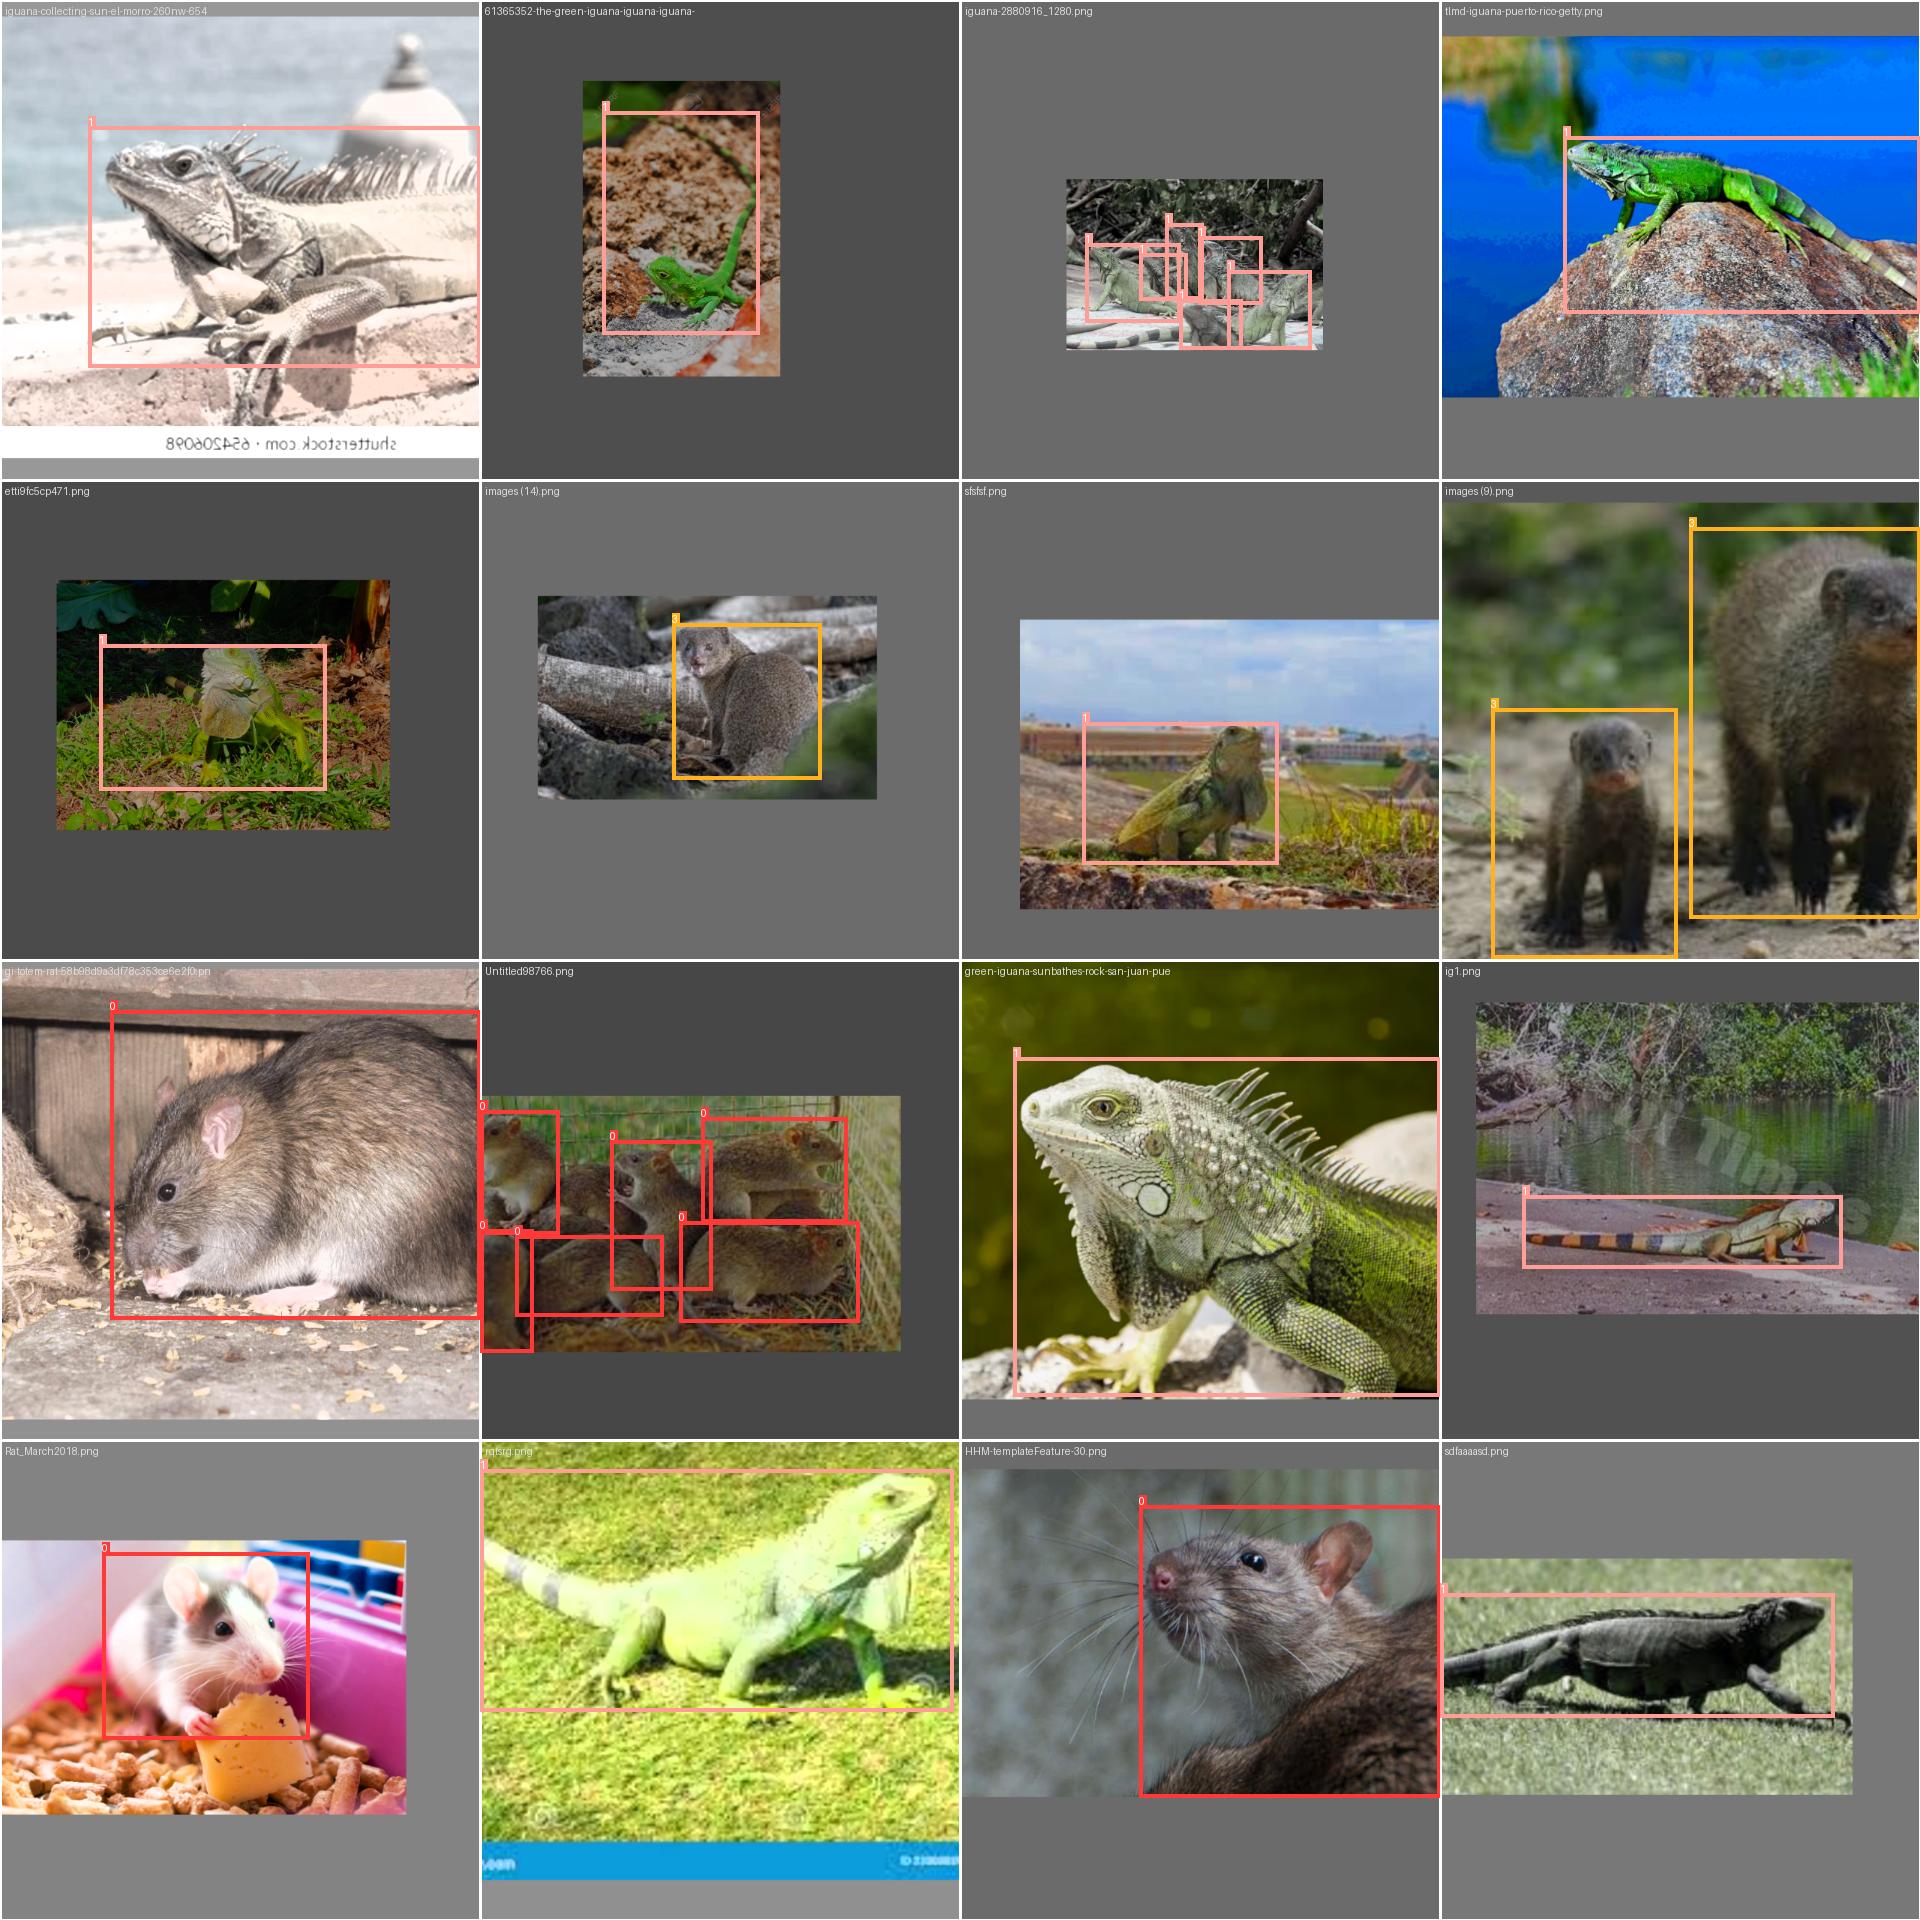 iguana-collecting-sun-el-morro-260nw-654
61365352-the-green-iguana-iguana-iguana-
iguana-2880916_1280.png
tlmd-iguana-puerto-rico-getty.png
1
1
1
1
1
1
1
1
1
shutterstock.com · 654206098
etti9fc5cp471.png
images (14).png
sfsfsf.png
images (9).png
1
3
1
3
3
gi-totem-rat-58b98d9a3df78c353ce6e2f0.pn
Untitled98766.png
green-iguana-sunbathes-rock-san-juan-pue
ig1.png
0
0
0
0
0
0
0
1
1
Times
Rat_March2018.png
rqfsrg.png
HHM-templateFeature-30.png
sdfaaaasd.png
0
1
0
1
.com